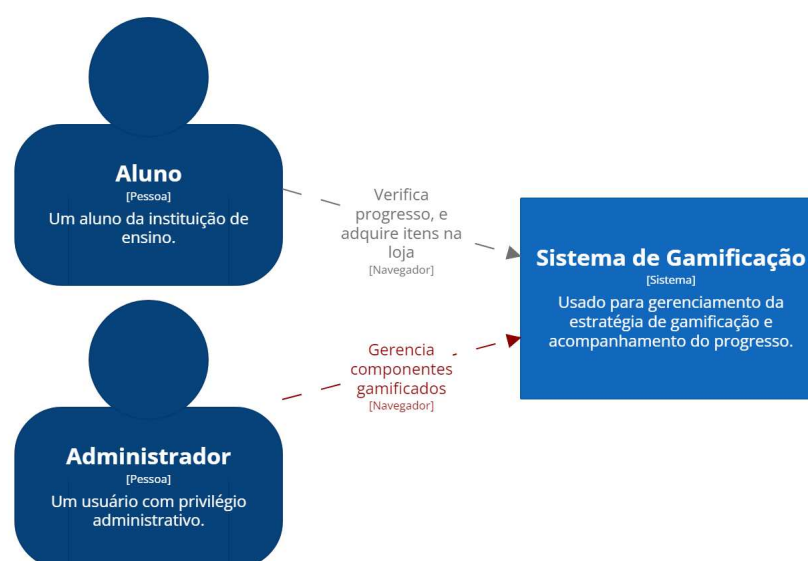 Aluno
[Pessoa]
Um aluno da instituição de
ensino.
Verifica
progresso, e
adquire itens na
loja
[Navegador]
Sistema de Gamificação
[Sistema]
Usado para gerenciamento da
estratégia de gamificação e
acompanhamento do progresso.
Gerencia
componentes
gamificados
[Navegador]
Administrador
[Pessoa]
Um usuário com privilégio
administrativo.